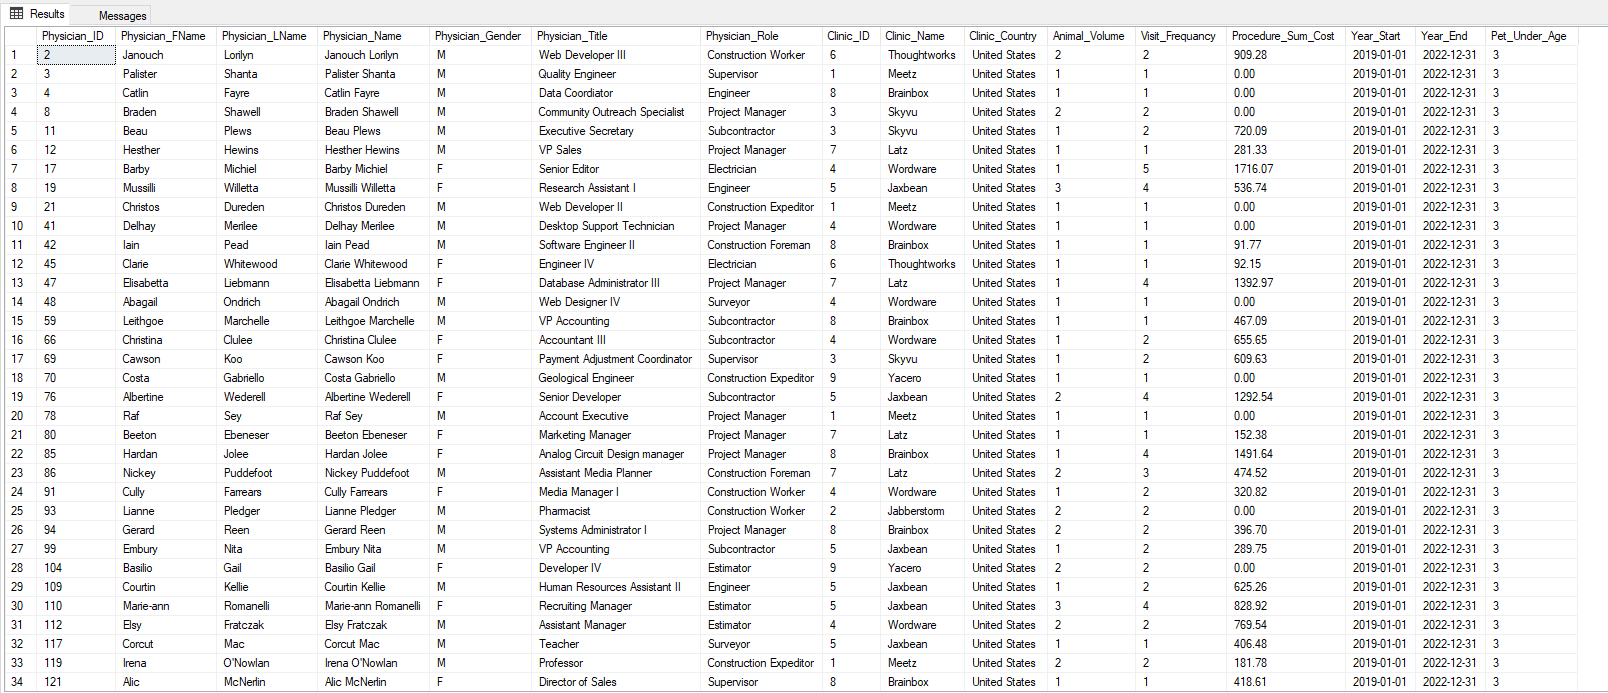 Results Messages
Physician_ID Physician_FName Physician_LName Physician_Name Physician_Gender Physician_Title Physician_Role Clinic_ID Clinic_Name Clinic_Country Animal_Volume Visit_Frequancy Procedure_Sum_Cost Year_Start Year_End Pet_Under_Age
1 2 Janouch Lorilyn Janouch Lorilyn M Web Developer III Construction Worker 6 Thoughtworks United States 2 2 909.28 2019-01-01 2022-12-31 3
2 3 Palister Shanta Palister Shanta M Quality Engineer Supervisor 1 Meetz United States 1 1 0.00 2019-01-01 2022-12-31 3
3 4 Catlin Fayre Catlin Fayre M Data Coordiator Engineer 8 Brainbox United States 1 1 0.00 2019-01-01 2022-12-31 3
4 8 Braden Shawell Braden Shawell M Community Outreach Specialist Project Manager 3 Skyvu United States 2 2 0.00 2019-01-01 2022-12-31 3
5 11 Beau Plews Beau Plews M Executive Secretary Subcontractor 3 Skyvu United States 1 2 720.09 2019-01-01 2022-12-31 3
6 12 Hesther Hewins Hesther Hewins M VP Sales Project Manager 7 Latz United States 1 1 281.33 2019-01-01 2022-12-31 3
7 17 Barby Michiel Barby Michiel F Senior Editor Electrician 4 Wordware United States 1 5 1716.07 2019-01-01 2022-12-31 3
8 19 Mussilli Willetta Mussilli Willetta F Research Assistant I Engineer 5 Jaxbean United States 3 4 536.74 2019-01-01 2022-12-31 3
9 21 Christos Dureden Christos Dureden M Web Developer II Construction Expeditor 1 Meetz United States 1 1 0.00 2019-01-01 2022-12-31 3
10 41 Delhay Merilee Delhay Merilee M Desktop Support Technician Project Manager 4 Wordware United States 1 1 0.00 2019-01-01 2022-12-31 3
11 42 Iain Pead Iain Pead M Software Engineer II Construction Foreman 8 Brainbox United States 1 1 91.77 2019-01-01 2022-12-31 3
12 45 Clarie Whitewood Clarie Whitewood F Engineer IV Electrician 6 Thoughtworks United States 1 1 92.15 2019-01-01 2022-12-31 3
13 47 Elisabetta Liebmann Elisabetta Liebmann F Database Administrator III Project Manager 7 Latz United States 1 4 1392.97 2019-01-01 2022-12-31 3
14 48 Abagail Ondrich Abagail Ondrich M Web Designer IV Surveyor 4 Wordware United States 1 1 0.00 2019-01-01 2022-12-31 3
15 59 Leithgoe Marchelle Leithgoe Marchelle M VP Accounting Subcontractor 8 Brainbox United States 1 1 467.09 2019-01-01 2022-12-31 3
16 66 Christina Clulee Christina Clulee F Accountant III Subcontractor 4 Wordware United States 1 2 655.65 2019-01-01 2022-12-31 3
17 69 Cawson Koo Cawson Koo F Payment Adjustment Coordinator Supervisor 3 Skyvu United States 1 2 609.63 2019-01-01 2022-12-31 3
18 70 Costa Gabriello Costa Gabriello M Geological Engineer Construction Expeditor 9 Yacero United States 1 1 0.00 2019-01-01 2022-12-31 3
19 76 Albertine Wederell Albertine Wederell F Senior Developer Subcontractor 5 Jaxbean United States 2 4 1292.54 2019-01-01 2022-12-31 3
20 78 Raf Sey Raf Sey M Account Executive Project Manager 1 Meetz United States 1 1 0.00 2019-01-01 2022-12-31 3
21 80 Beeton Ebeneser Beeton Ebeneser F Marketing Manager Project Manager 7 Latz United States 1 1 152.38 2019-01-01 2022-12-31 3
22 85 Hardan Jolee Hardan Jolee F Analog Circuit Design manager Project Manager 8 Brainbox United States 1 4 1491.64 2019-01-01 2022-12-31 3
23 86 Nickey Puddefoot Nickey Puddefoot M Assistant Media Planner Construction Foreman 7 Latz United States 2 3 474.52 2019-01-01 2022-12-31 3
24 91 Cully Farrears Cully Farrears F Media Manager I Construction Worker 4 Wordware United States 1 2 320.82 2019-01-01 2022-12-31 3
25 93 Lianne Pledger Lianne Pledger M Pharmacist Construction Worker 2 Jabberstorm United States 2 2 0.00 2019-01-01 2022-12-31 3
26 94 Gerard Reen Gerard Reen M Systems Administrator I Project Manager 8 Brainbox United States 2 2 396.70 2019-01-01 2022-12-31 3
27 99 Embury Nita Embury Nita M VP Accounting Subcontractor 5 Jaxbean United States 1 2 289.75 2019-01-01 2022-12-31 3
28 104 Basilio Gail Basilio Gail F Developer IV Estimator 9 Yacero United States 2 2 0.00 2019-01-01 2022-12-31 3
29 109 Courtin Kellie Courtin Kellie M Human Resources Assistant II Engineer 5 Jaxbean United States 1 2 625.26 2019-01-01 2022-12-31 3
30 110 Marie-ann Romanelli Marie-ann Romanelli F Recruiting Manager Estimator 5 Jaxbean United States 3 4 828.92 2019-01-01 2022-12-31 3
31 112 Elsy Fratczak Elsy Fratczak M Assistant Manager Estimator 4 Wordware United States 2 2 769.54 2019-01-01 2022-12-31 3
32 117 Corcut Mac Corcut Mac M Teacher Surveyor 5 Jaxbean United States 1 1 406.48 2019-01-01 2022-12-31 3
33 119 Irena O'Nowlan Irena O'Nowlan M Professor Construction Expeditor 1 Meetz United States 2 2 181.78 2019-01-01 2022-12-31 3
34 121 Alic McNerlin Alic McNerlin F Director of Sales Supervisor 8 Brainbox United States 1 1 418.61 2019-01-01 2022-12-31 3